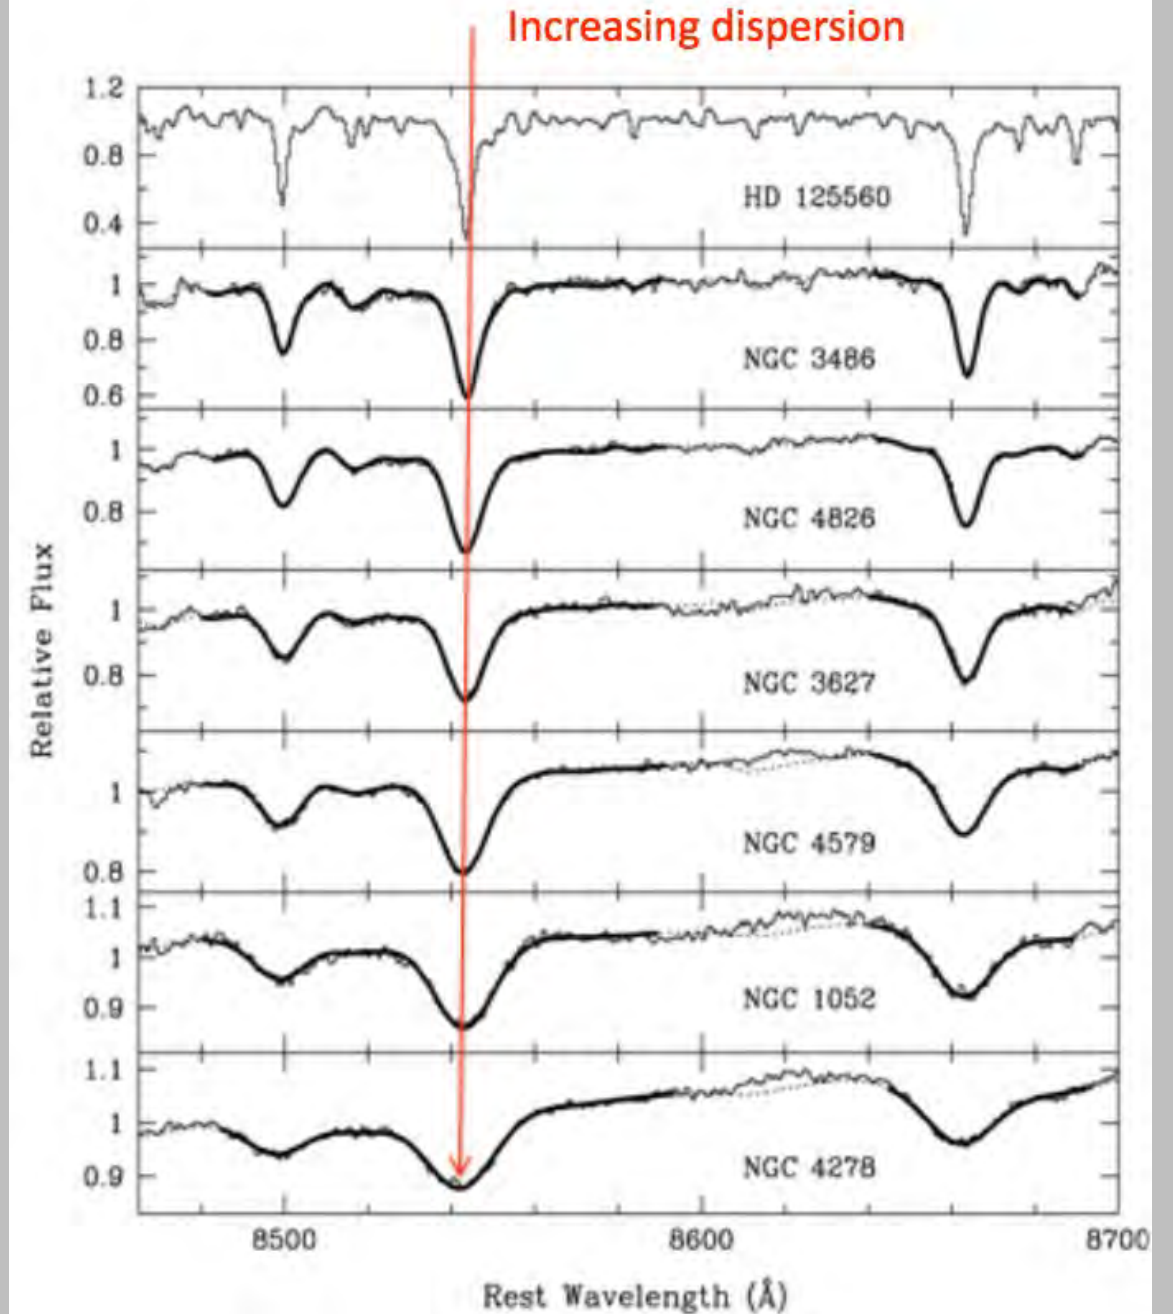 Increasing dispersion
1.2
0.8
0.4
HD 125560
1
0.8
0.6
NGC 3486
1
0.8
NGC 4826
1
0.8
NGC 3627
1
0.8
NGC 4579
1.1
1
0.9
NGC 1052
1.1
1
0.9
NGC 4278
Relative Flux
8500
8600
8700
Rest Wavelength (Å)